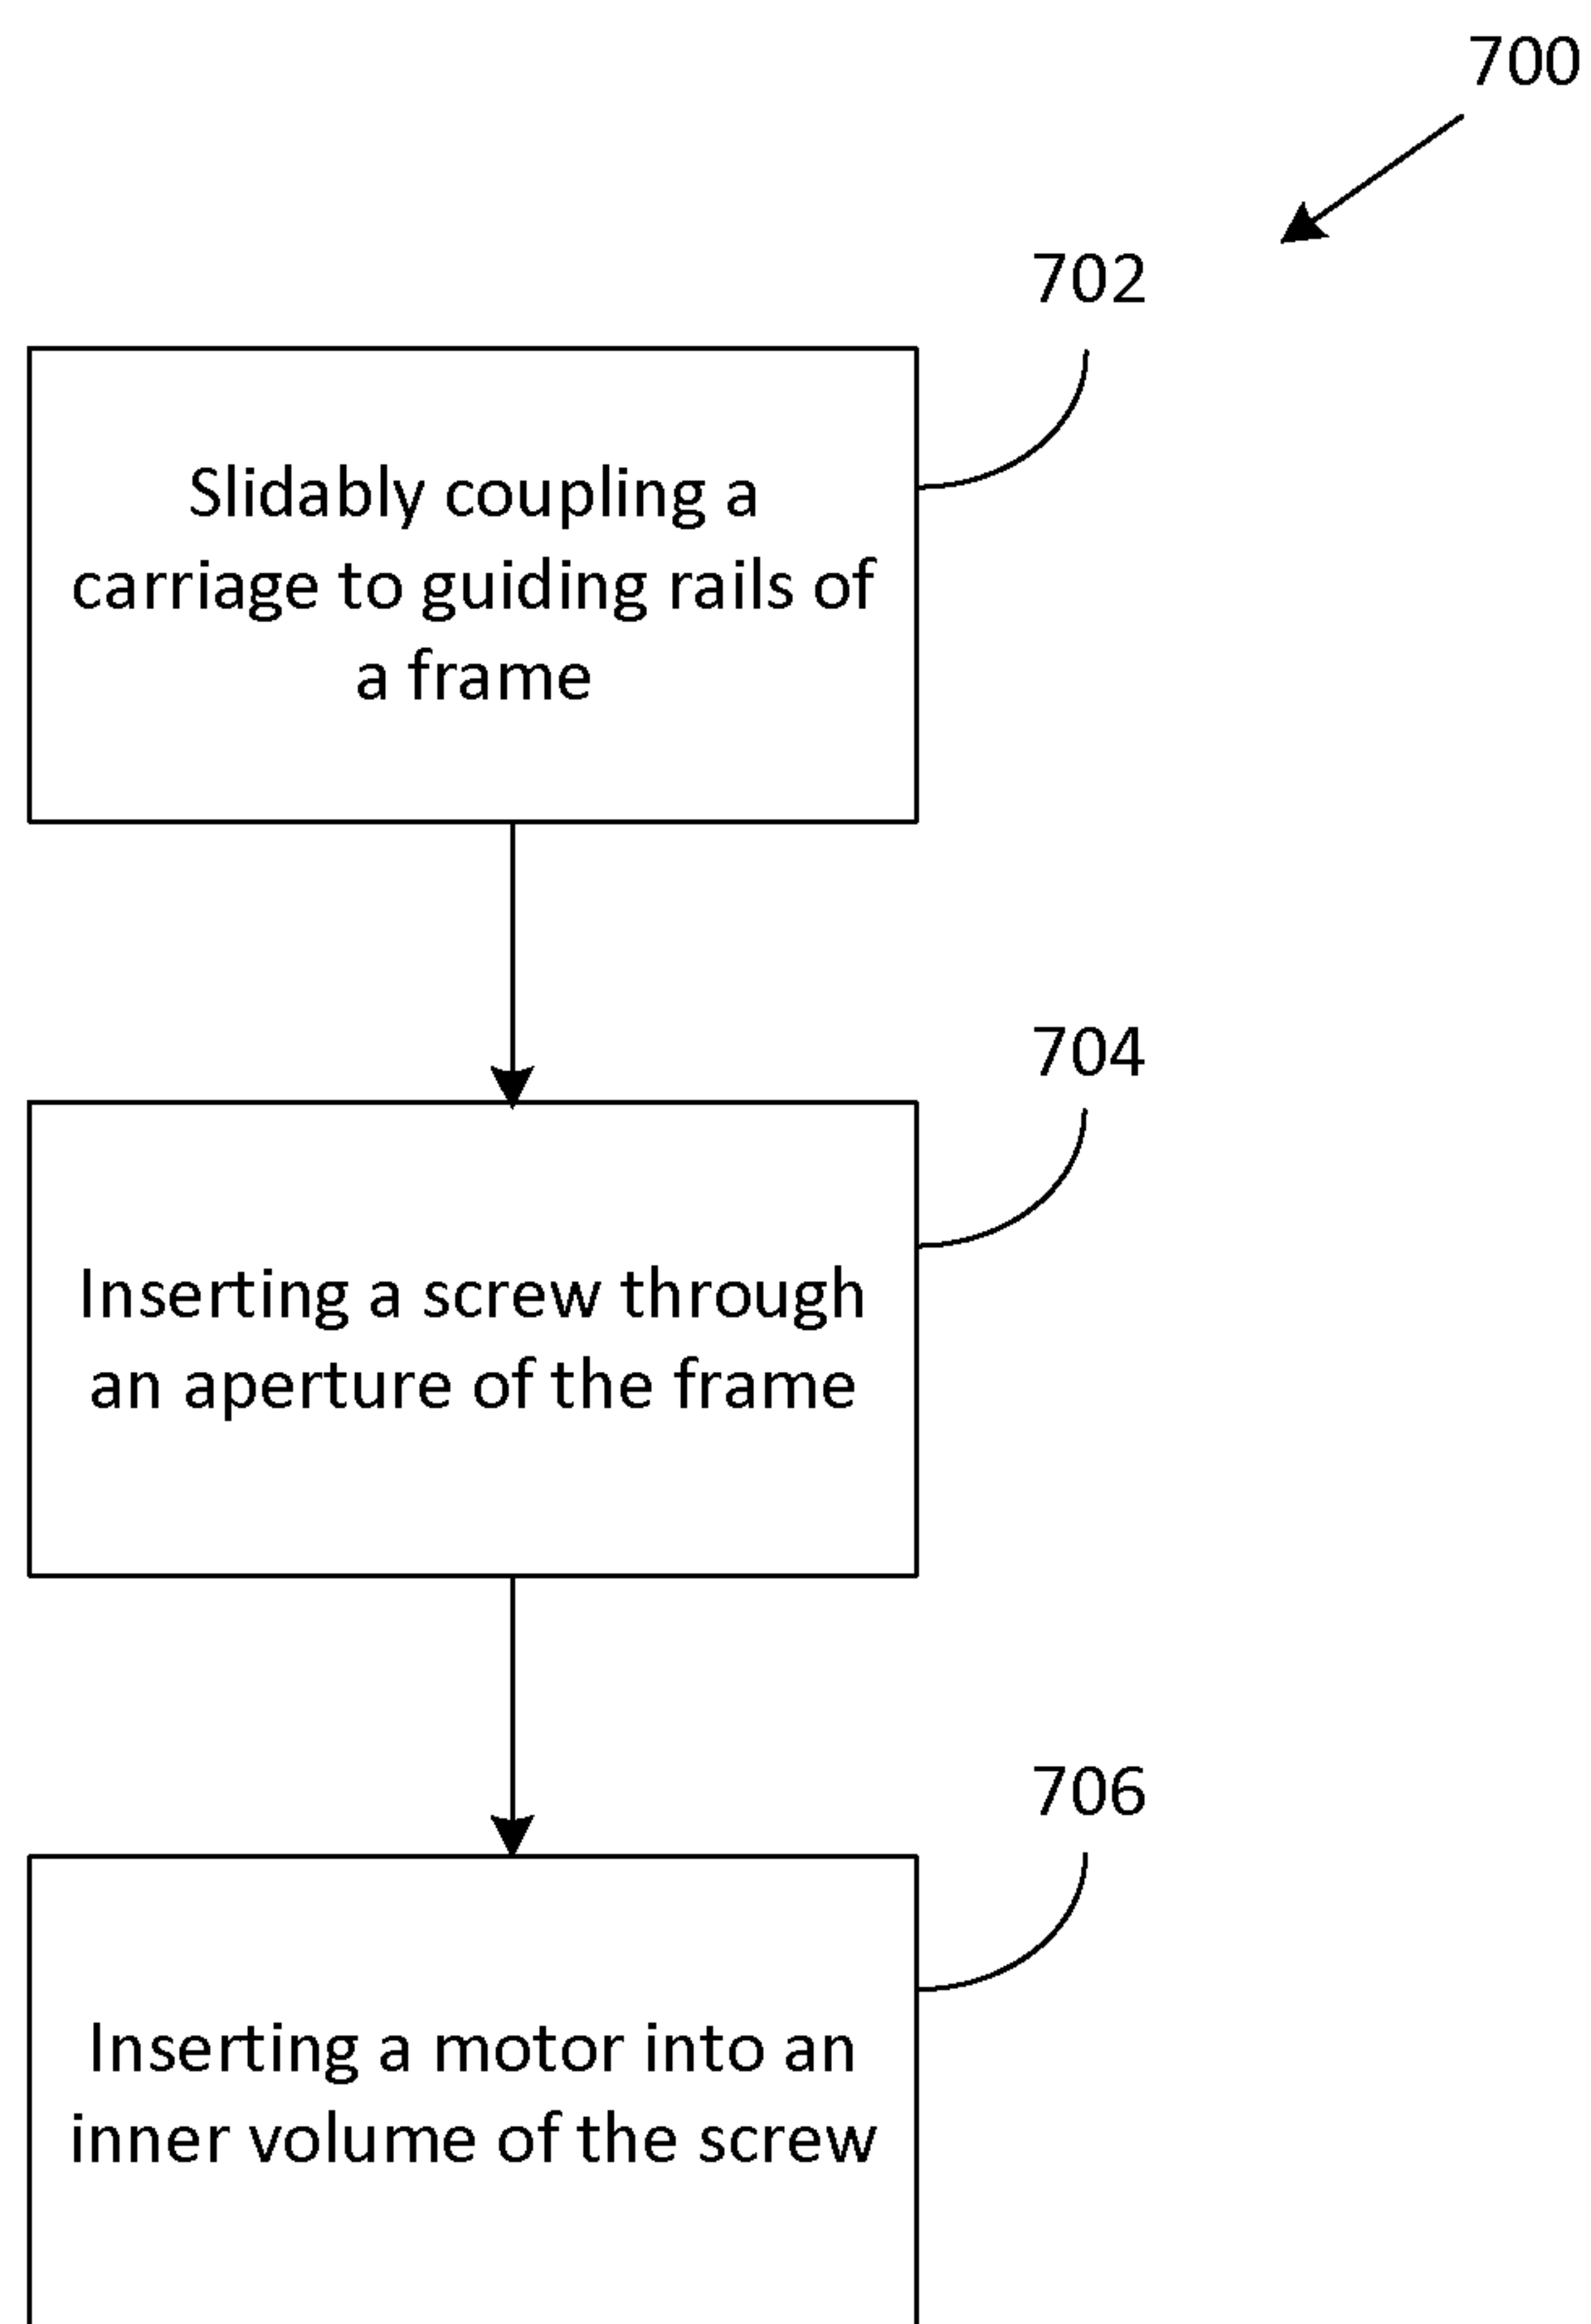 700
702
Slidably coupling a
carriage to guiding rails of
a frame
704
Inserting a screw through
an aperture of the frame
706
Inserting a motor into an
inner volume of the screw